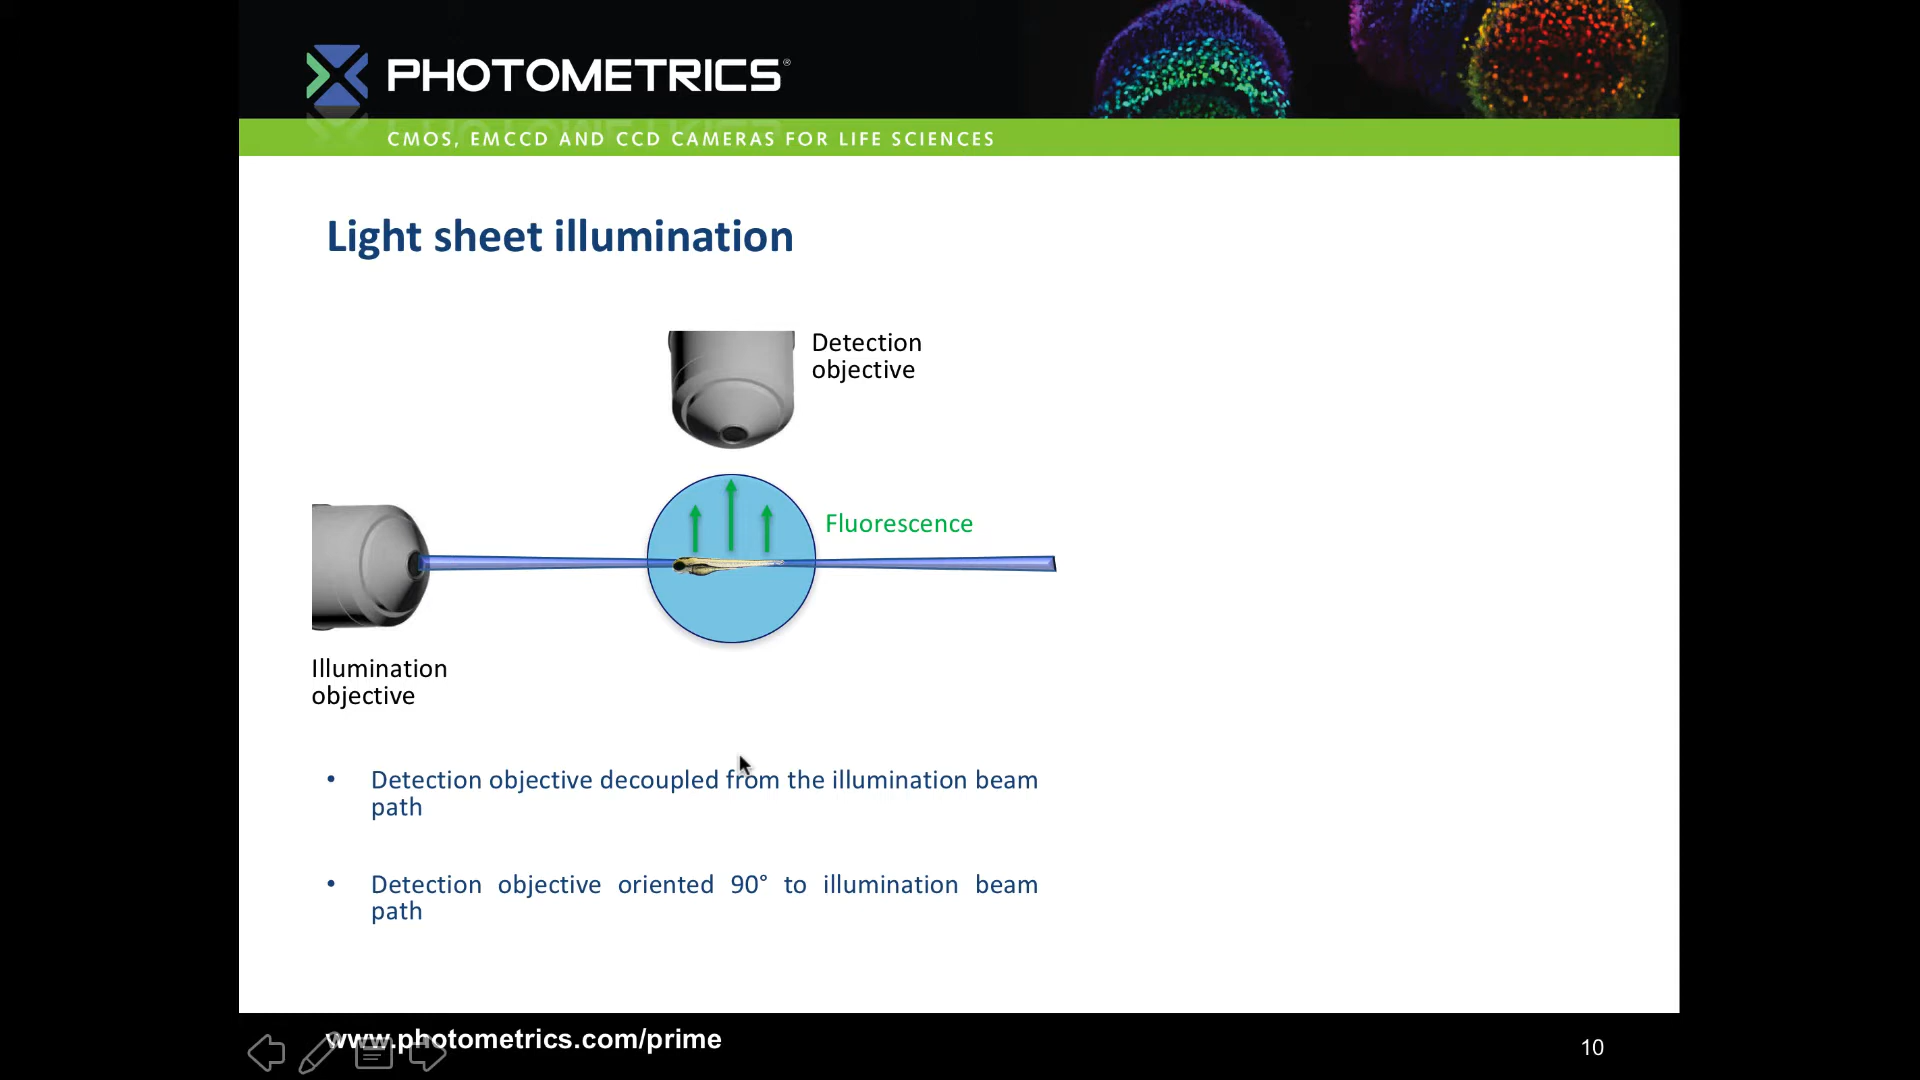 PHOTOMETRICS®
CMOS, EMCCD AND CCD CAMERAS FOR LIFE SCIENCES
Light sheet illumination
Detection
objective
Fluorescence
Illumination
objective
• Detection objective decoupled from the illumination beam
path
• Detection objective oriented 90° to illumination beam
path
www.photometrics.com/prime
10